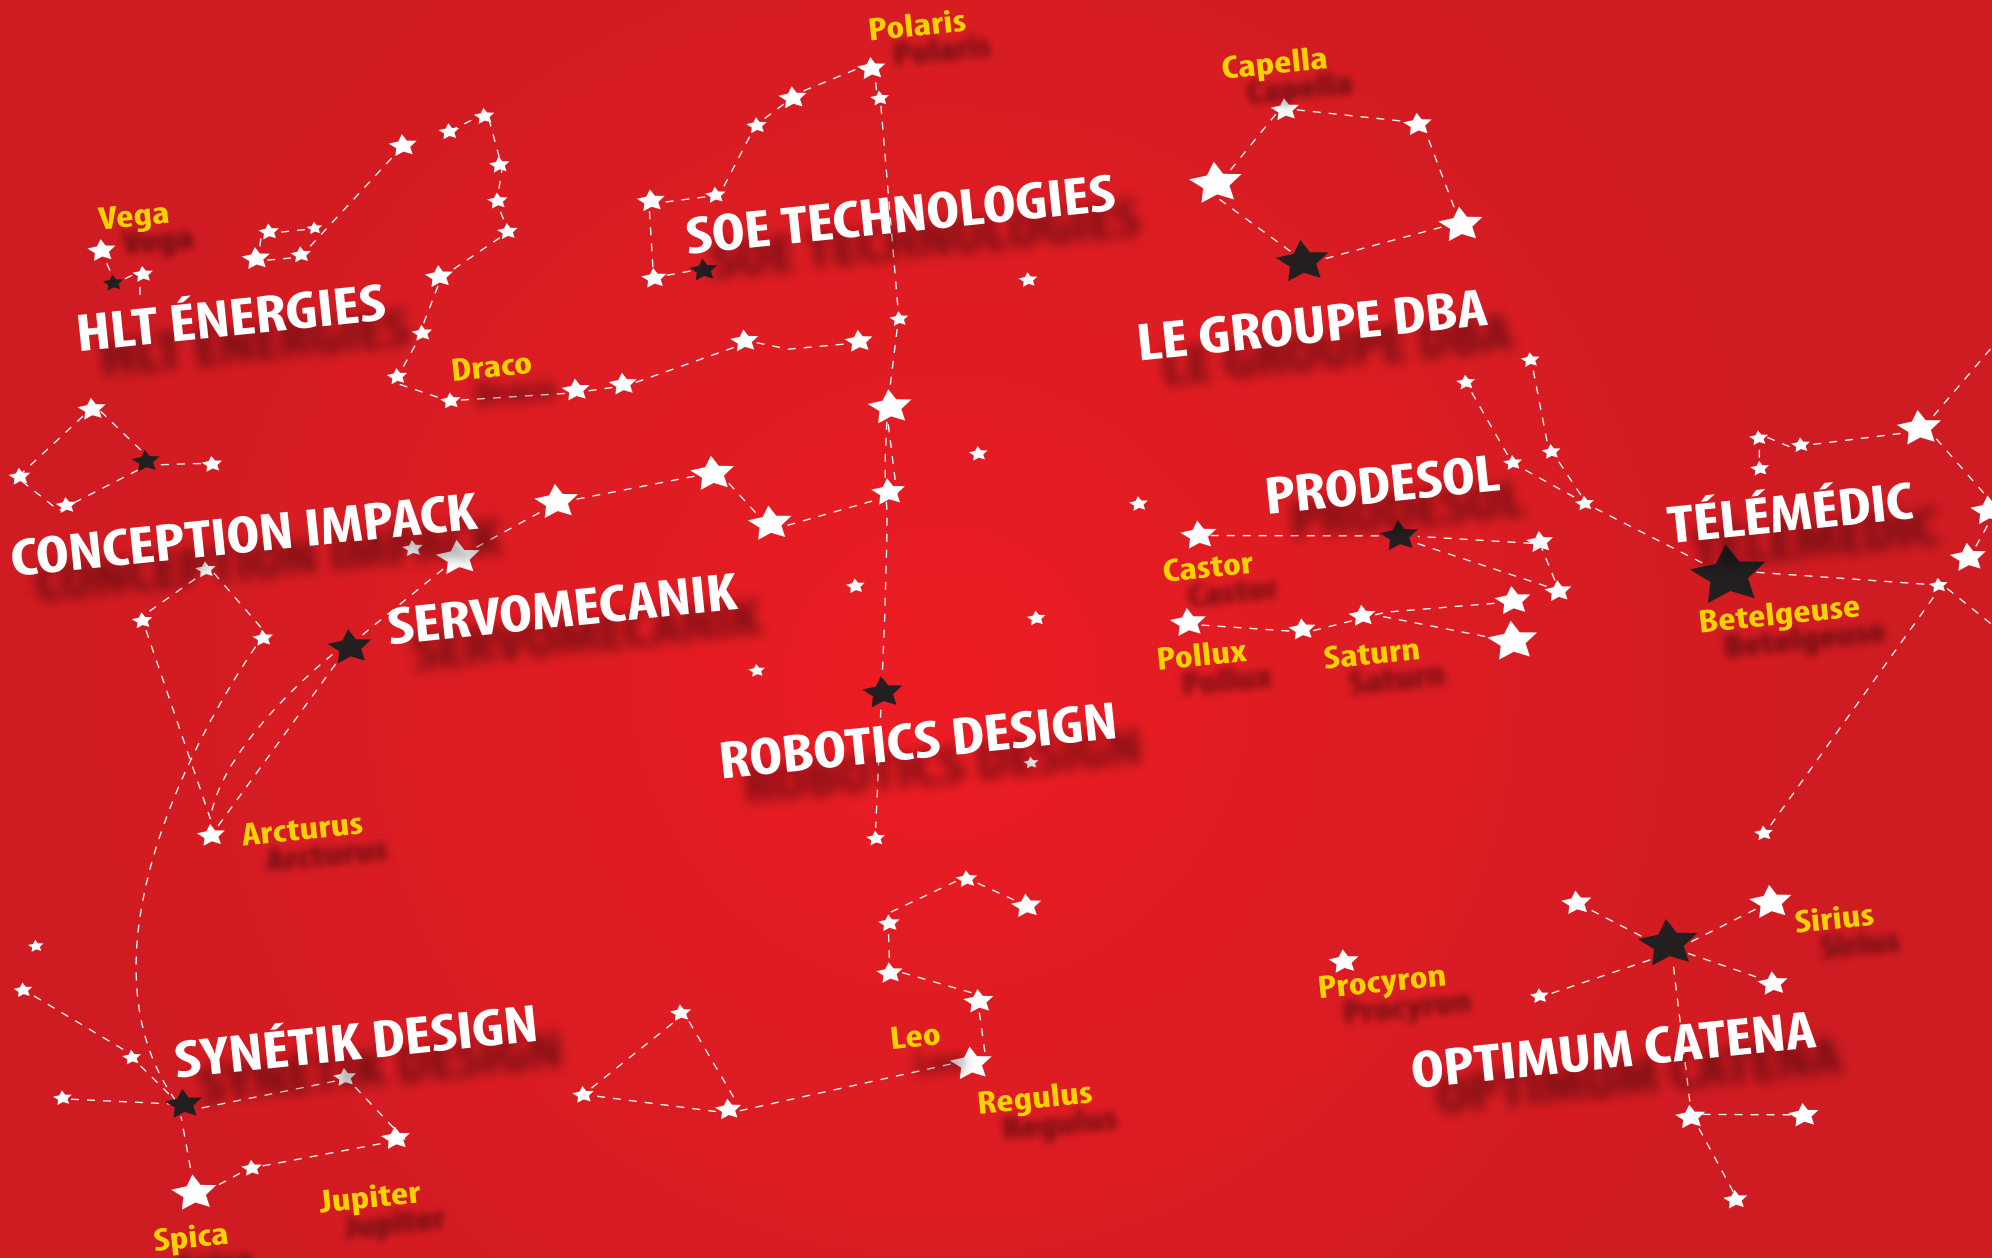 Polaris
Capella
Vega
SOE TECHNOLOGIES
HLT ÉNERGIES
LE GROUPE DBA
Draco
CONCEPTION IMPACK
PRODESOL
TÉLÉMÉDIC
Castor
SERVOMECANIK
Betelgeuse
Pollux
Saturn
ROBOTICS DESIGN
Arcturus
Sirius
Procyron
SYNÉTIK DESIGN
Leo
OPTIMUM CATENA
Regulus
Jupiter
Spica